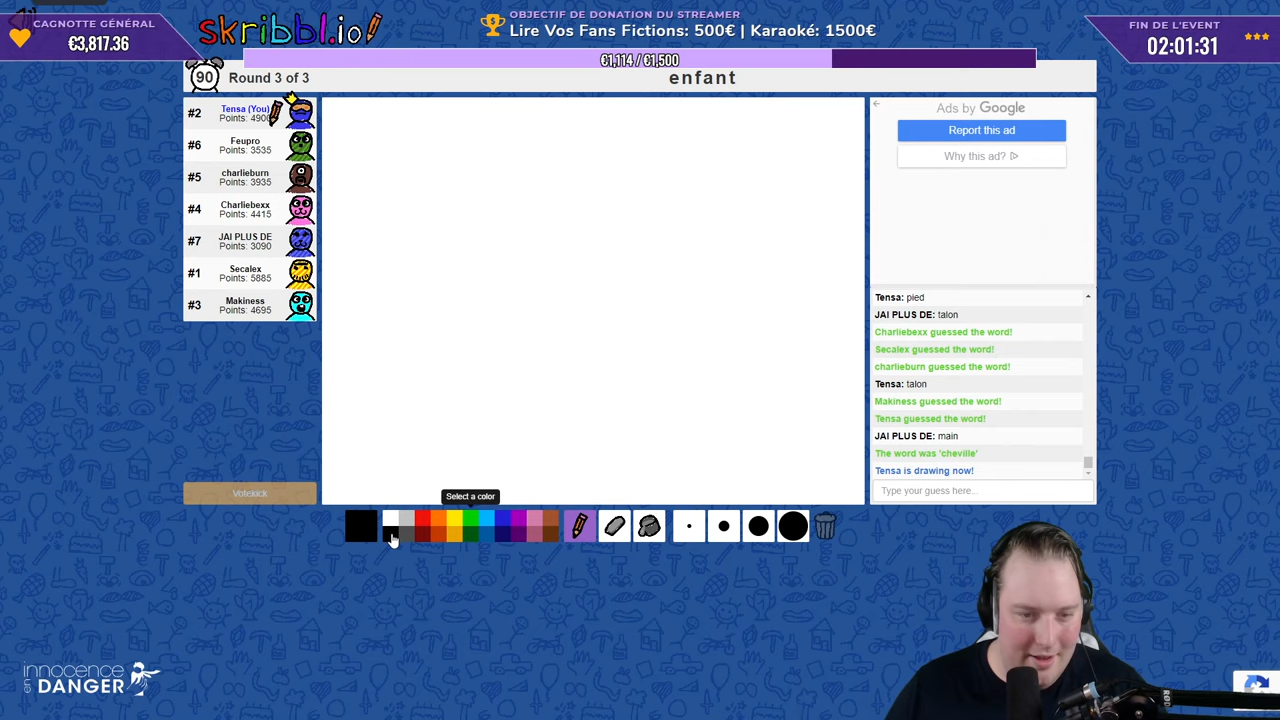 CAGNOTTE GÉNÉRAL
€3,817.36
skribbl.io
OBJECTIF DE DONATION DU STREAMER
Lire Vos Fans Fictions: 500€ | Karaoké: 1500€
€1,114 / €1,500
FIN DE L'EVENT
02:01:31
90
Round 3 of 3
enfant
#2
Tensa (You)
Points: 4900
#6
Feupro
Points: 3535
#5
charlieburn
Points: 3935
#4
Charliebexx
Points: 4415
#7
JAI PLUS DE
Points: 3090
#1
Secalex
Points: 5885
#3
Makiness
Points: 4695
Votekick
Ads by Google
Report this ad
Why this ad?
Tensa: pied
JAI PLUS DE: talon
Charliebexx guessed the word!
Secalex guessed the word!
charlieburn guessed the word!
Tensa: talon
Makiness guessed the word!
Tensa guessed the word!
JAI PLUS DE: main
The word was 'cheville'
Tensa is drawing now!
Type your guess here...
Select a color
innocence
en DANGER